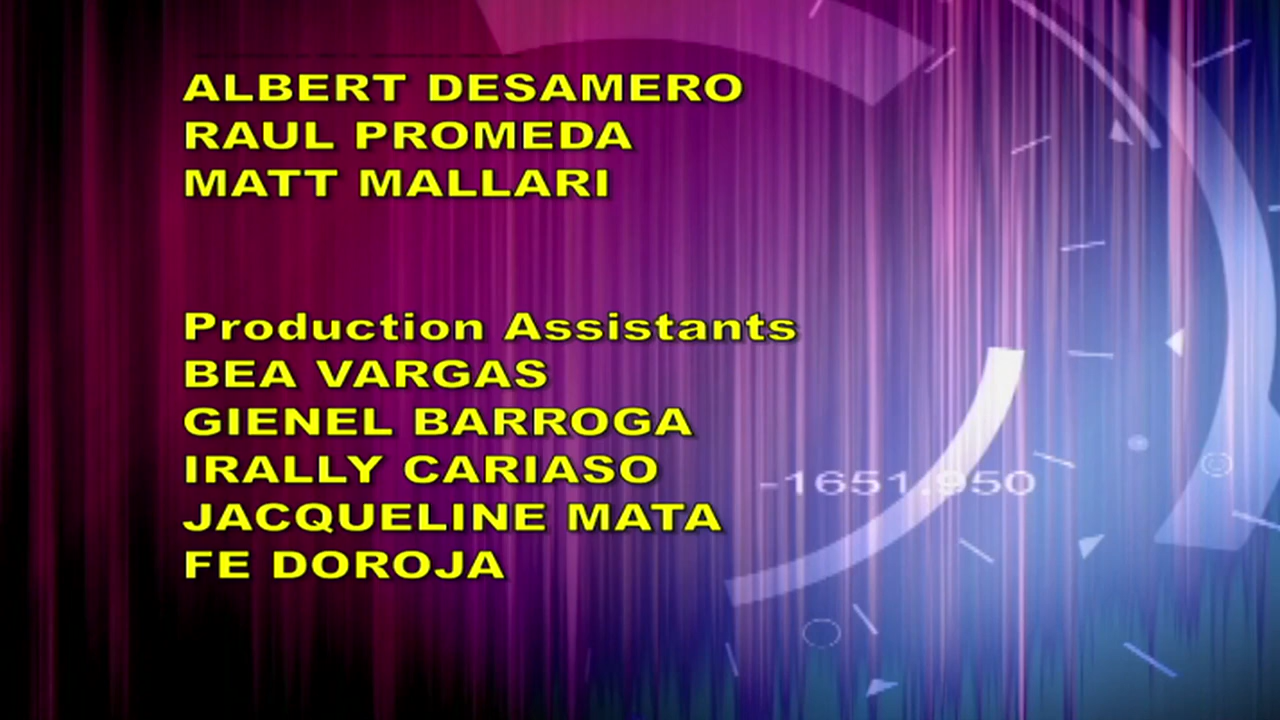 ALBERT DESAMERO
RAUL PROMEDA
MATT MALLARI
Production Assistants
BEA VARGAS
GIENEL BARROGA
IRALLY CARIASO
JACQUELINE MATA
FE DOROJA
-1651.950